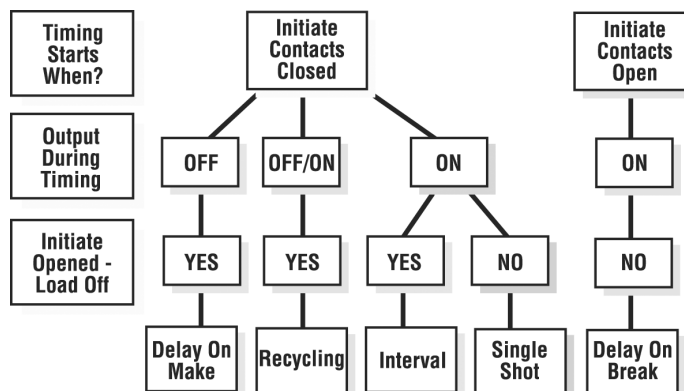 Timing
Starts
When?
Initiate
Contacts
Closed
Initiate
Contacts
Open
Output
During
Timing
OFF
OFF/ON
ON
ON
Initiate
Opened -
Load Off
YES
YES
YES
NO
NO
Delay On
Make
Recycling
Interval
Single
Shot
Delay On
Break